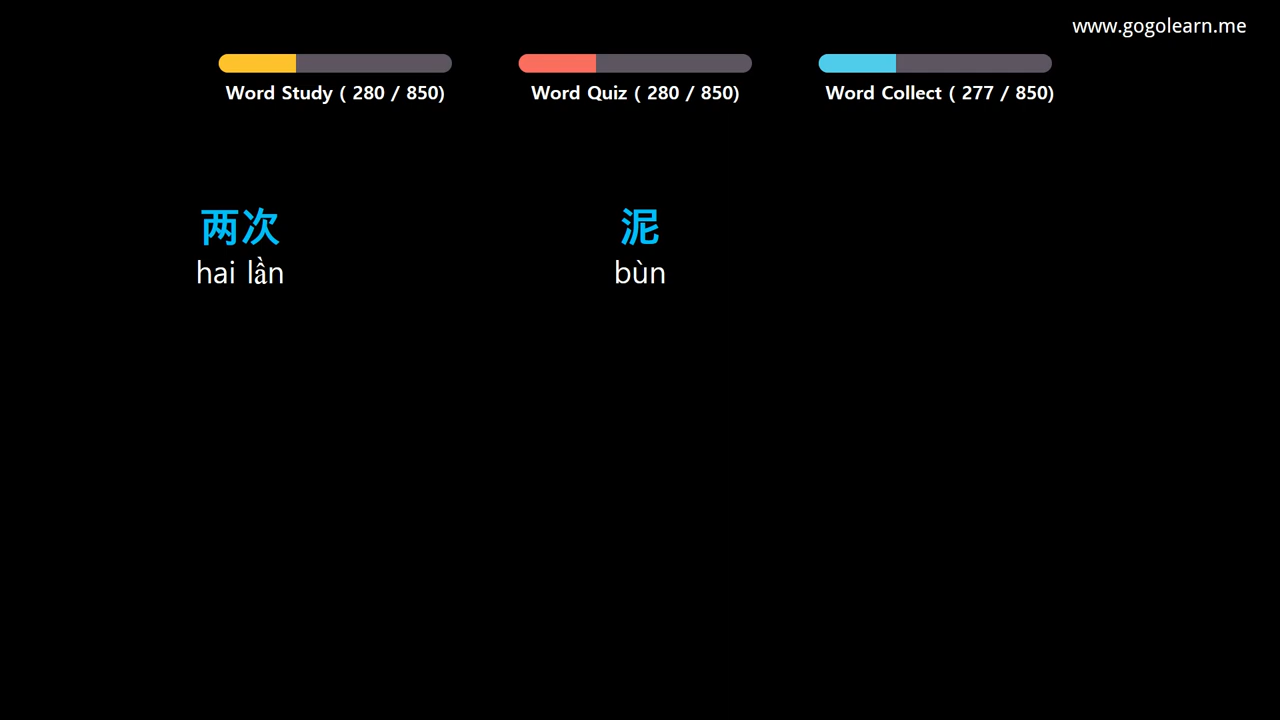 www.gogolearn.me
Word Study ( 280 / 850)
Word Quiz ( 280 / 850)
Word Collect ( 277 / 850)
两次
hai lần
泥
bùn